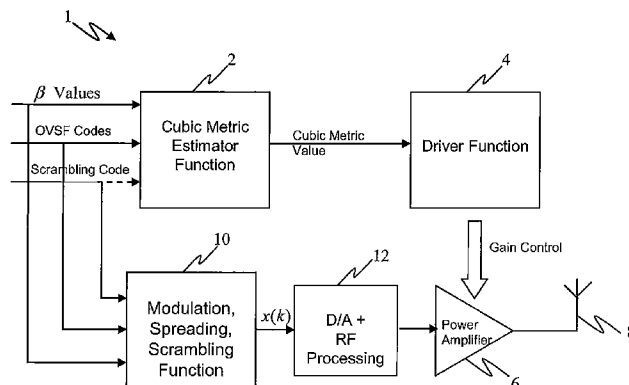 1
2
4
β Values
OVSF Codes
Scrambling Code
Cubic Metric
Estimator
Function
Cubic Metric
Value
Driver Function
10
12
Gain Control
Modulation,
Spreading,
Scrambling
Function
x(k)
D/A +
RF
Processing
Power
Amplifier
6
8